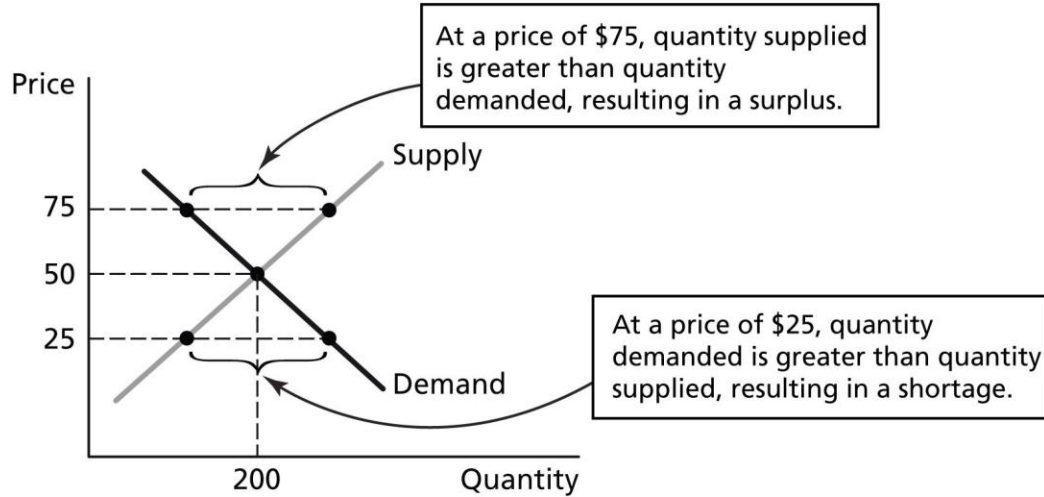 At a price of $75, quantity supplied
is greater than quantity
demanded, resulting in a surplus.
Price
Supply
75
50
25
At a price of $25, quantity
demanded is greater than quantity
supplied, resulting in a shortage.
Demand
200
Quantity